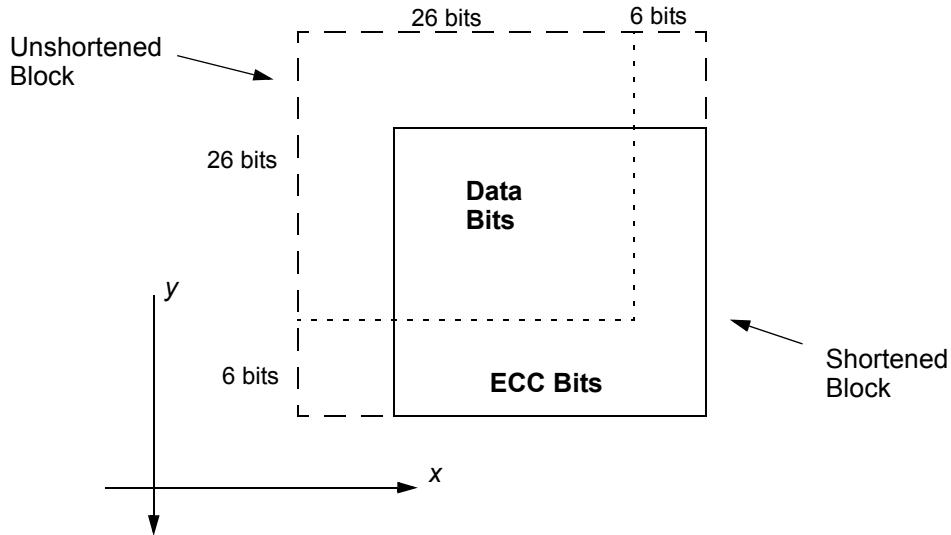 26 bits
6 bits
Unshortened
Block
26 bits
Data
Bits
y
Shortened
Block
6 bits
ECC Bits
x